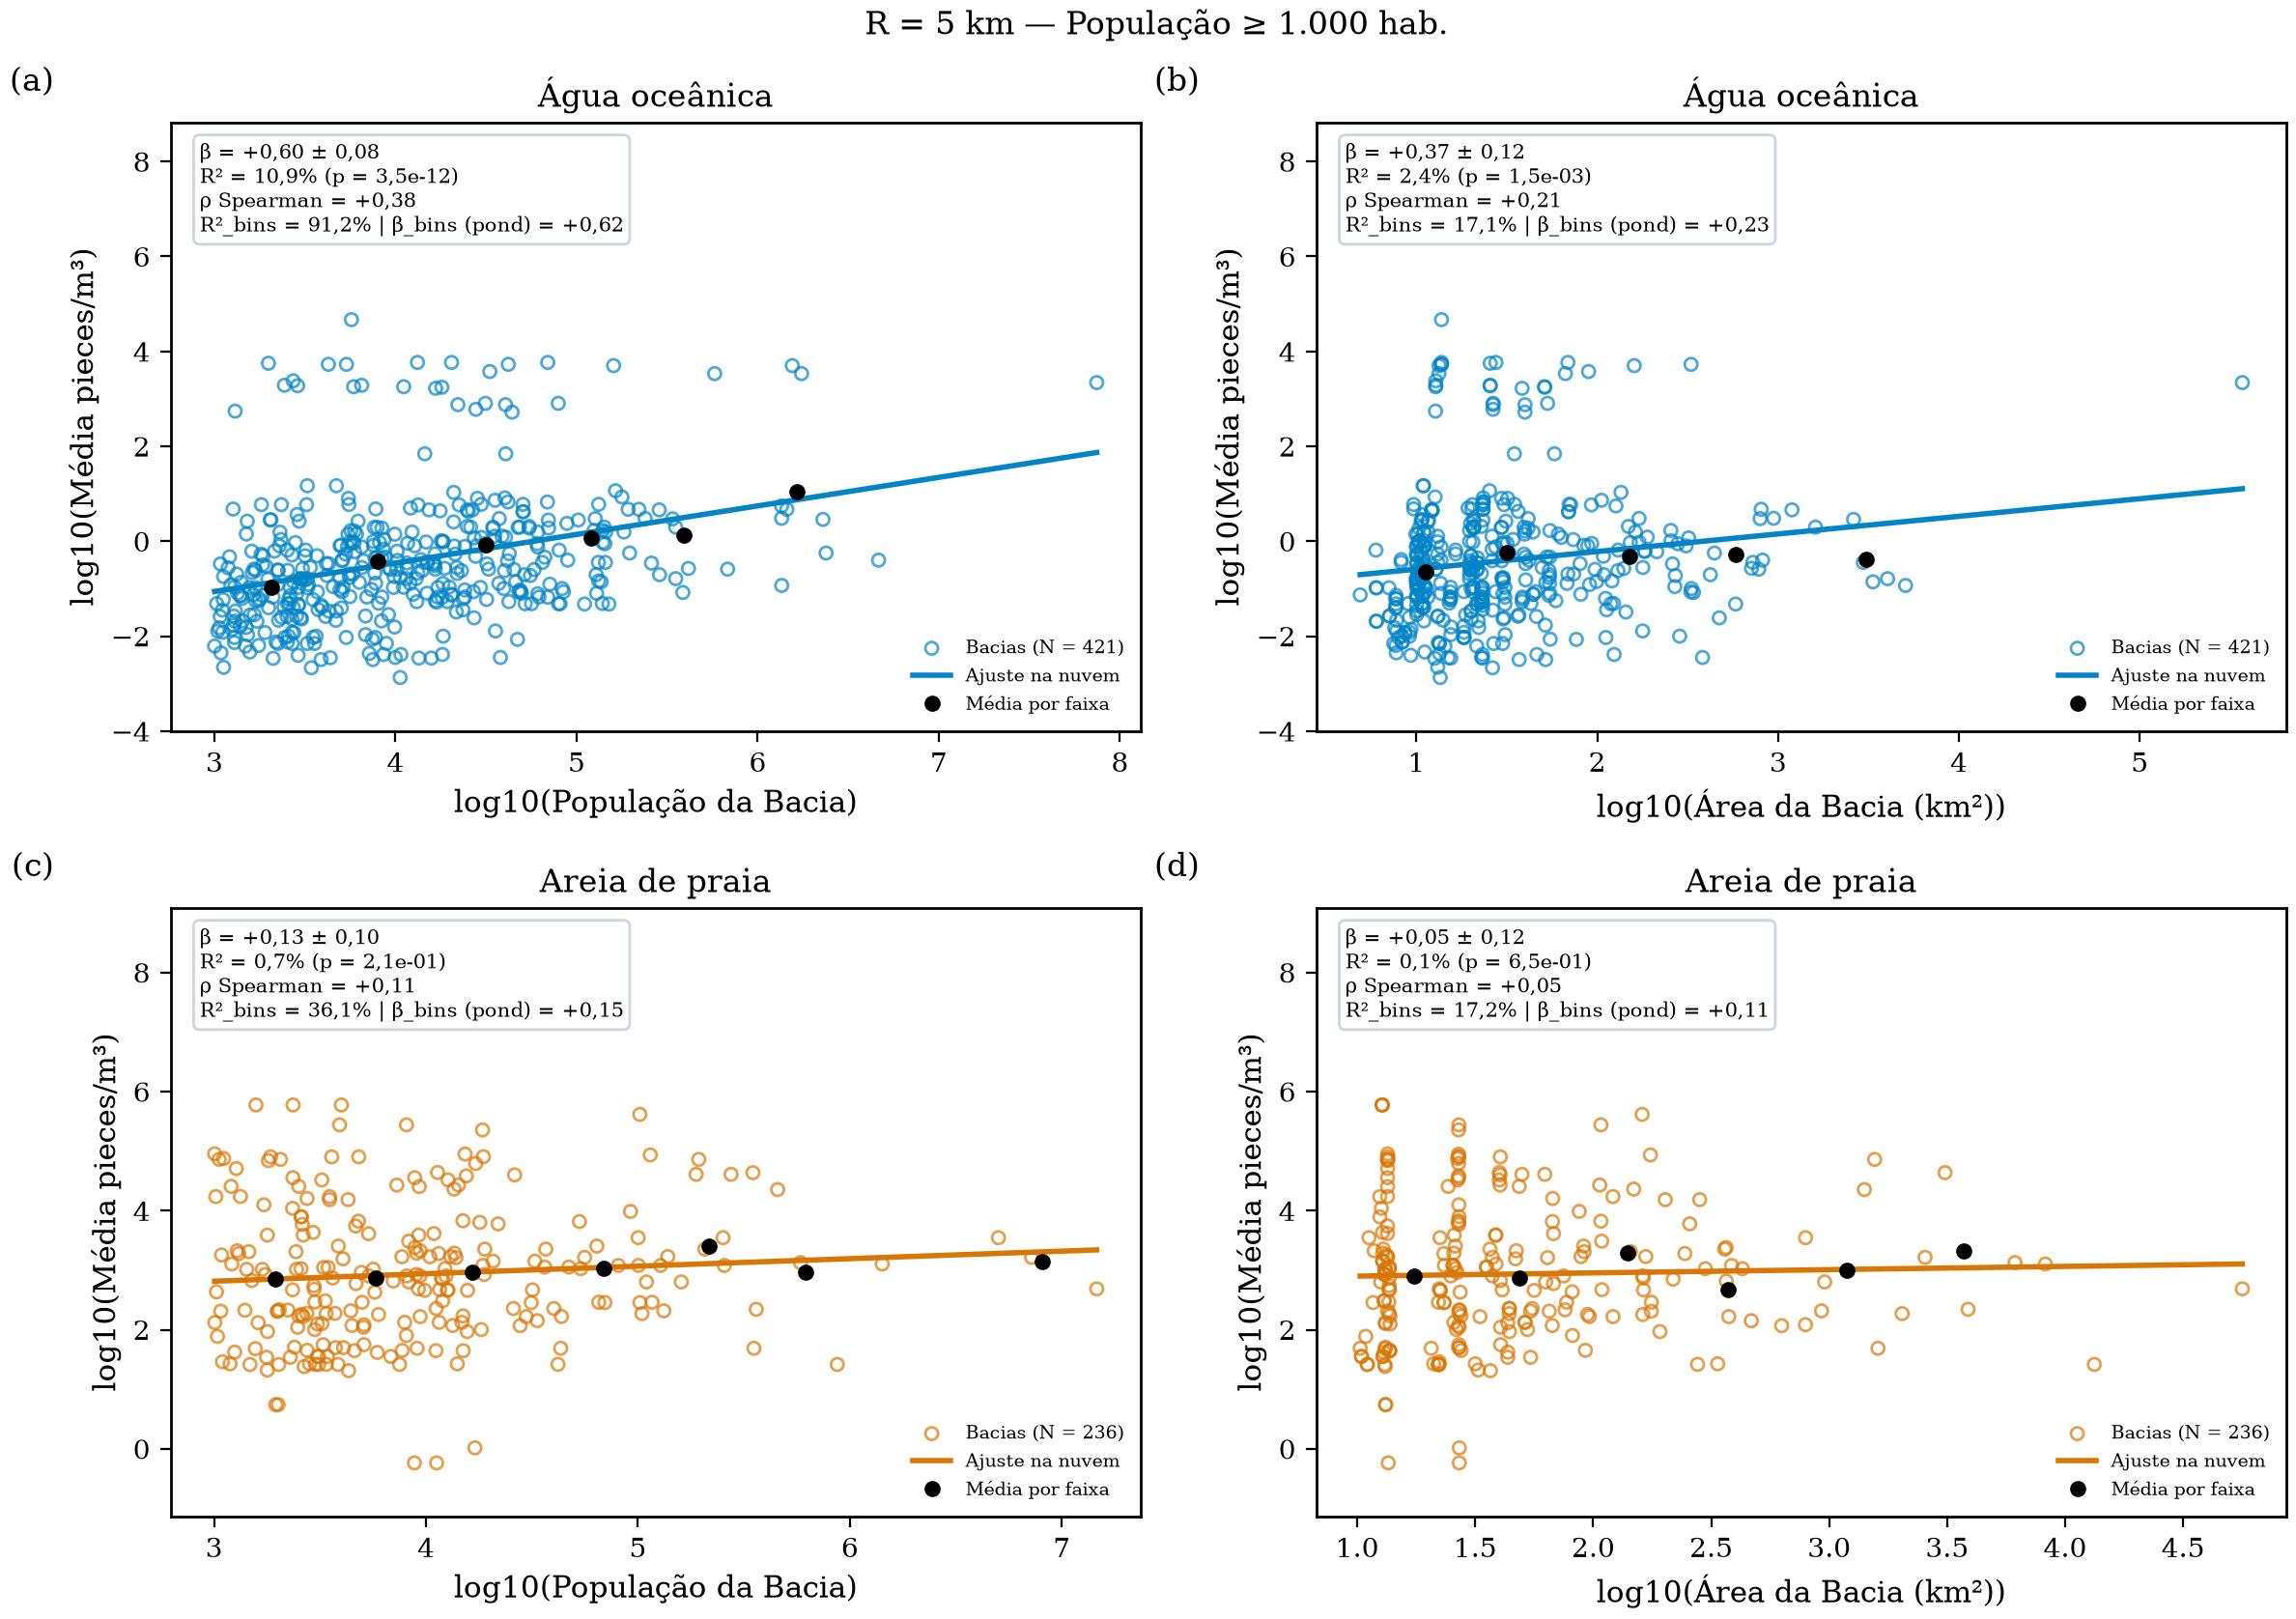 R = 5 km — População ≥ 1.000 hab.
(a)
Água oceânica
β = +0,60 ± 0,08
R² = 10,9% (p = 3,5e-12)
ρ Spearman = +0,38
R²_bins = 91,2% | β_bins (pond) = +0,62
log10(Média pieces/m³)
8
6
4
2
0
−2
−4
Bacias (N = 421)
Ajuste na nuvem
Média por faixa
3 4 5 6 7 8
log10(População da Bacia)
(b)
Água oceânica
β = +0,37 ± 0,12
R² = 2,4% (p = 1,5e-03)
ρ Spearman = +0,21
R²_bins = 17,1% | β_bins (pond) = +0,23
log10(Média pieces/m³)
8
6
4
2
0
−2
−4
Bacias (N = 421)
Ajuste na nuvem
Média por faixa
1 2 3 4 5
log10(Área da Bacia (km²))
(c)
Areia de praia
β = +0,13 ± 0,10
R² = 0,7% (p = 2,1e-01)
ρ Spearman = +0,11
R²_bins = 36,1% | β_bins (pond) = +0,15
log10(Média pieces/m³)
8
6
4
2
0
Bacias (N = 236)
Ajuste na nuvem
Média por faixa
3 4 5 6 7
log10(População da Bacia)
(d)
Areia de praia
β = +0,05 ± 0,12
R² = 0,1% (p = 6,5e-01)
ρ Spearman = +0,05
R²_bins = 17,2% | β_bins (pond) = +0,11
log10(Média pieces/m³)
8
6
4
2
0
Bacias (N = 236)
Ajuste na nuvem
Média por faixa
1.0 1.5 2.0 2.5 3.0 3.5 4.0 4.5
log10(Área da Bacia (km²))